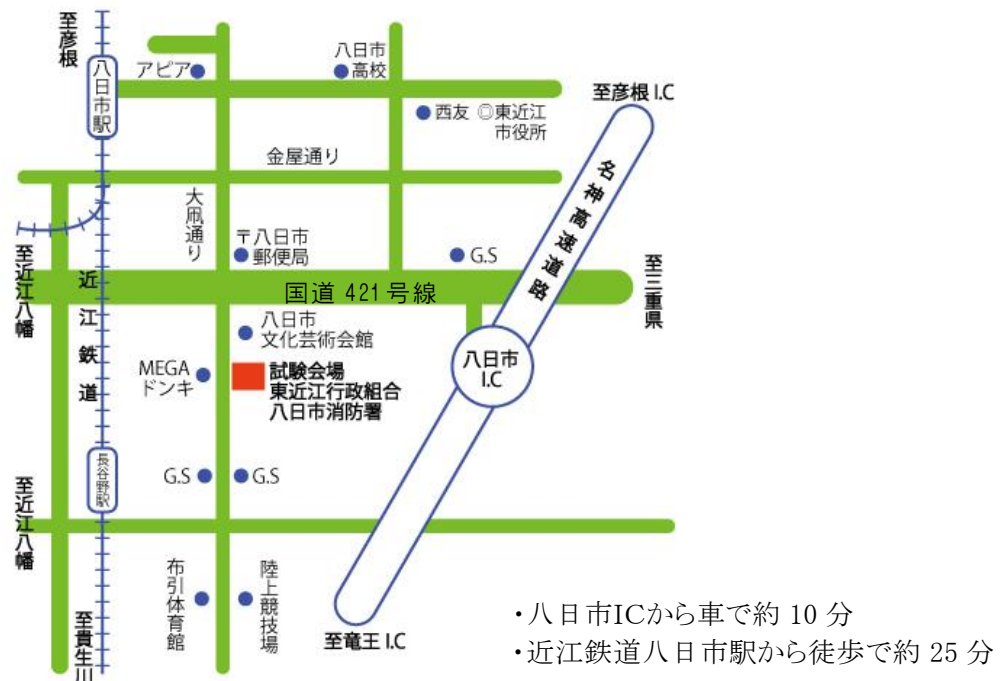 至彦根
八日市駅
アピア
八日市
高校
西友
◎東近江
市役所
至彦根 I.C
金屋通り
名神高速道路
大凧通り
〒八日市
郵便局
G.S
至近江八幡
近江鉄道
国道 421 号線
至三重県
八日市
文化芸術会館
MEGA
ドンキ
試験会場
東近江行政組合
八日市消防署
八日市
I.C
長谷野駅
G.S
G.S
至近江八幡
布引体育館
陸上競技場
至貴生川
至竜王 I.C
・八日市ICから車で約 10 分
・近江鉄道八日市駅から徒歩で約 25 分